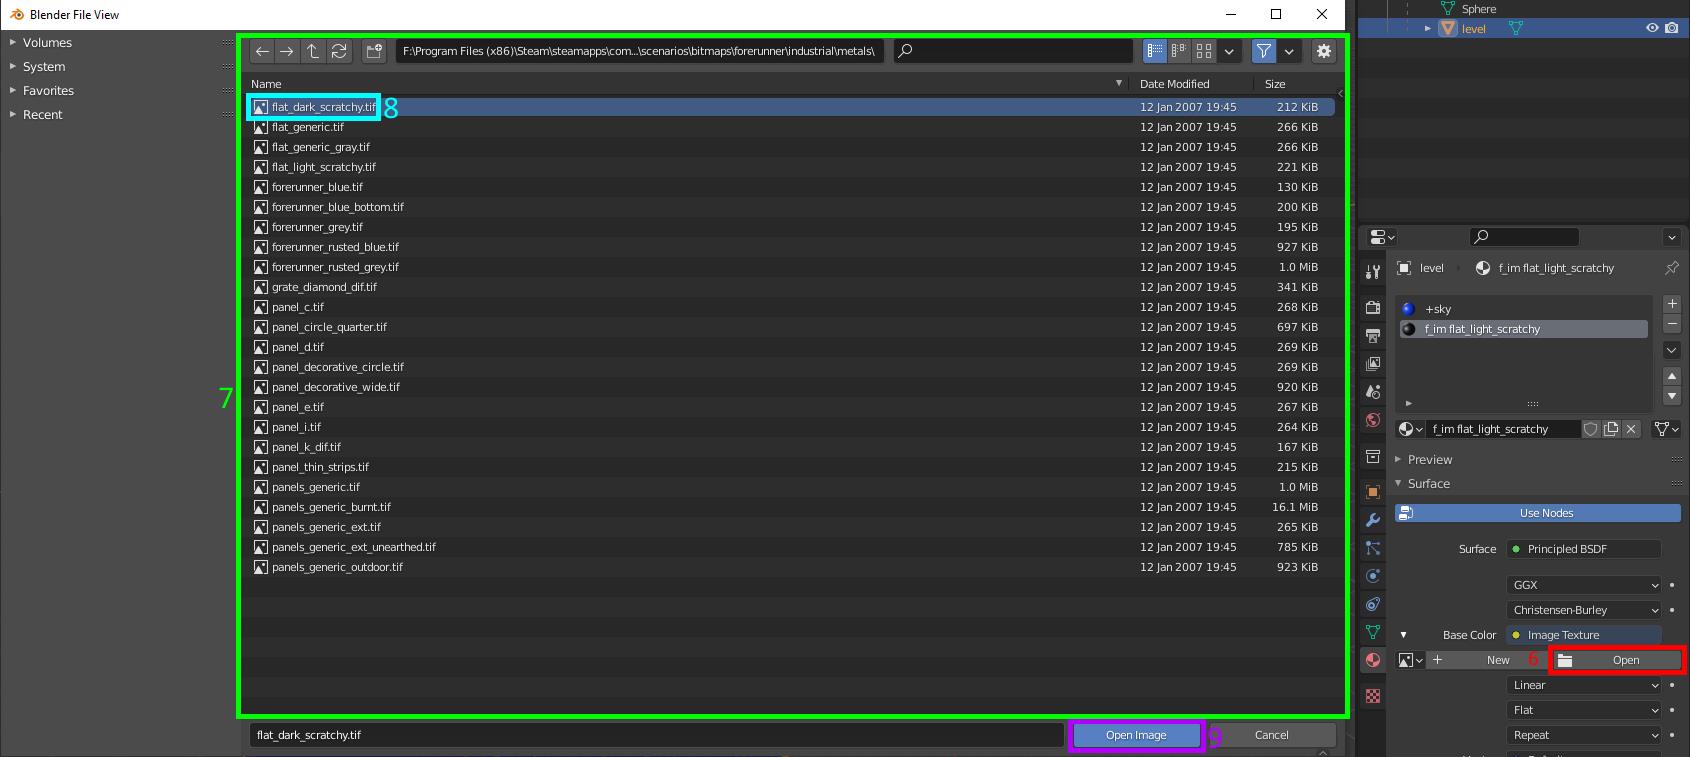 Blender File View
Volumes
System
Favorites
Recent
F:\Program Files (x86)\Steam\steamapps\com...\scenarios\bitmaps\forerunner\industrial\metals\
Name Date Modified Size
flat_dark_scratchy.tif 8 12 Jan 2007 19:45 212 KiB
flat_generic.tif 12 Jan 2007 19:45 266 KiB
flat_generic_gray.tif 12 Jan 2007 19:45 266 KiB
flat_light_scratchy.tif 12 Jan 2007 19:45 221 KiB
forerunner_blue.tif 12 Jan 2007 19:45 130 KiB
forerunner_blue_bottom.tif 12 Jan 2007 19:45 200 KiB
forerunner_grey.tif 12 Jan 2007 19:45 195 KiB
forerunner_rusted_blue.tif 12 Jan 2007 19:45 927 KiB
forerunner_rusted_grey.tif 12 Jan 2007 19:45 1.0 MiB
grate_diamond_dif.tif 12 Jan 2007 19:45 341 KiB
panel_c.tif 12 Jan 2007 19:45 268 KiB
panel_circle_quarter.tif 12 Jan 2007 19:45 697 KiB
panel_d.tif 12 Jan 2007 19:45 269 KiB
panel_decorative_circle.tif 12 Jan 2007 19:45 269 KiB
panel_decorative_wide.tif 12 Jan 2007 19:45 920 KiB
7
panel_e.tif 12 Jan 2007 19:45 267 KiB
panel_i.tif 12 Jan 2007 19:45 264 KiB
panel_k_dif.tif 12 Jan 2007 19:45 167 KiB
panel_thin_strips.tif 12 Jan 2007 19:45 215 KiB
panels_generic.tif 12 Jan 2007 19:45 1.0 MiB
panels_generic_burnt.tif 12 Jan 2007 19:45 16.1 MiB
panels_generic_ext.tif 12 Jan 2007 19:45 265 KiB
panels_generic_ext_unearthed.tif 12 Jan 2007 19:45 785 KiB
panels_generic_outdoor.tif 12 Jan 2007 19:45 923 KiB
flat_dark_scratchy.tif Open Image 9 Cancel
Sphere
level
level f_im flat_light_scratchy
+sky
f_im flat_light_scratchy
f_im flat_light_scratchy
Preview
Surface
Use Nodes
Surface Principled BSDF
GGX
Christensen-Burley
Base Color Image Texture
New 6 Open
Linear
Flat
Repeat